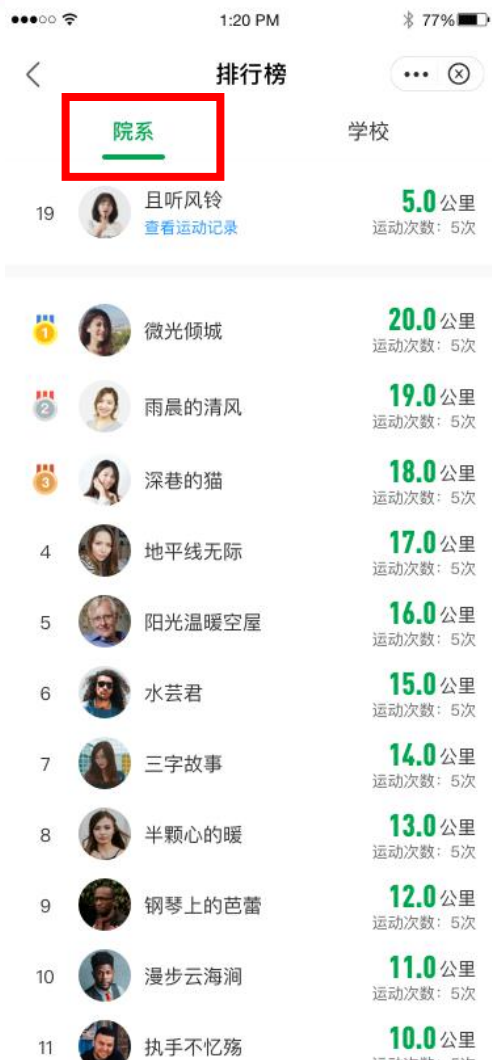 1:20 PM
77%
排行榜
院系
学校
19
且听风铃
查看运动记录
5.0公里
运动次数：5次
1
微光倾城
20.0公里
运动次数：5次
2
雨晨的清风
19.0公里
运动次数：5次
3
深巷的猫
18.0公里
运动次数：5次
4
地平线无际
17.0公里
运动次数：5次
5
阳光温暖空屋
16.0公里
运动次数：5次
6
水芸君
15.0公里
运动次数：5次
7
三字故事
14.0公里
运动次数：5次
8
半颗心的暖
13.0公里
运动次数：5次
9
钢琴上的芭蕾
12.0公里
运动次数：5次
10
漫步云海涧
11.0公里
运动次数：5次
11
执手不忆殇
10.0公里